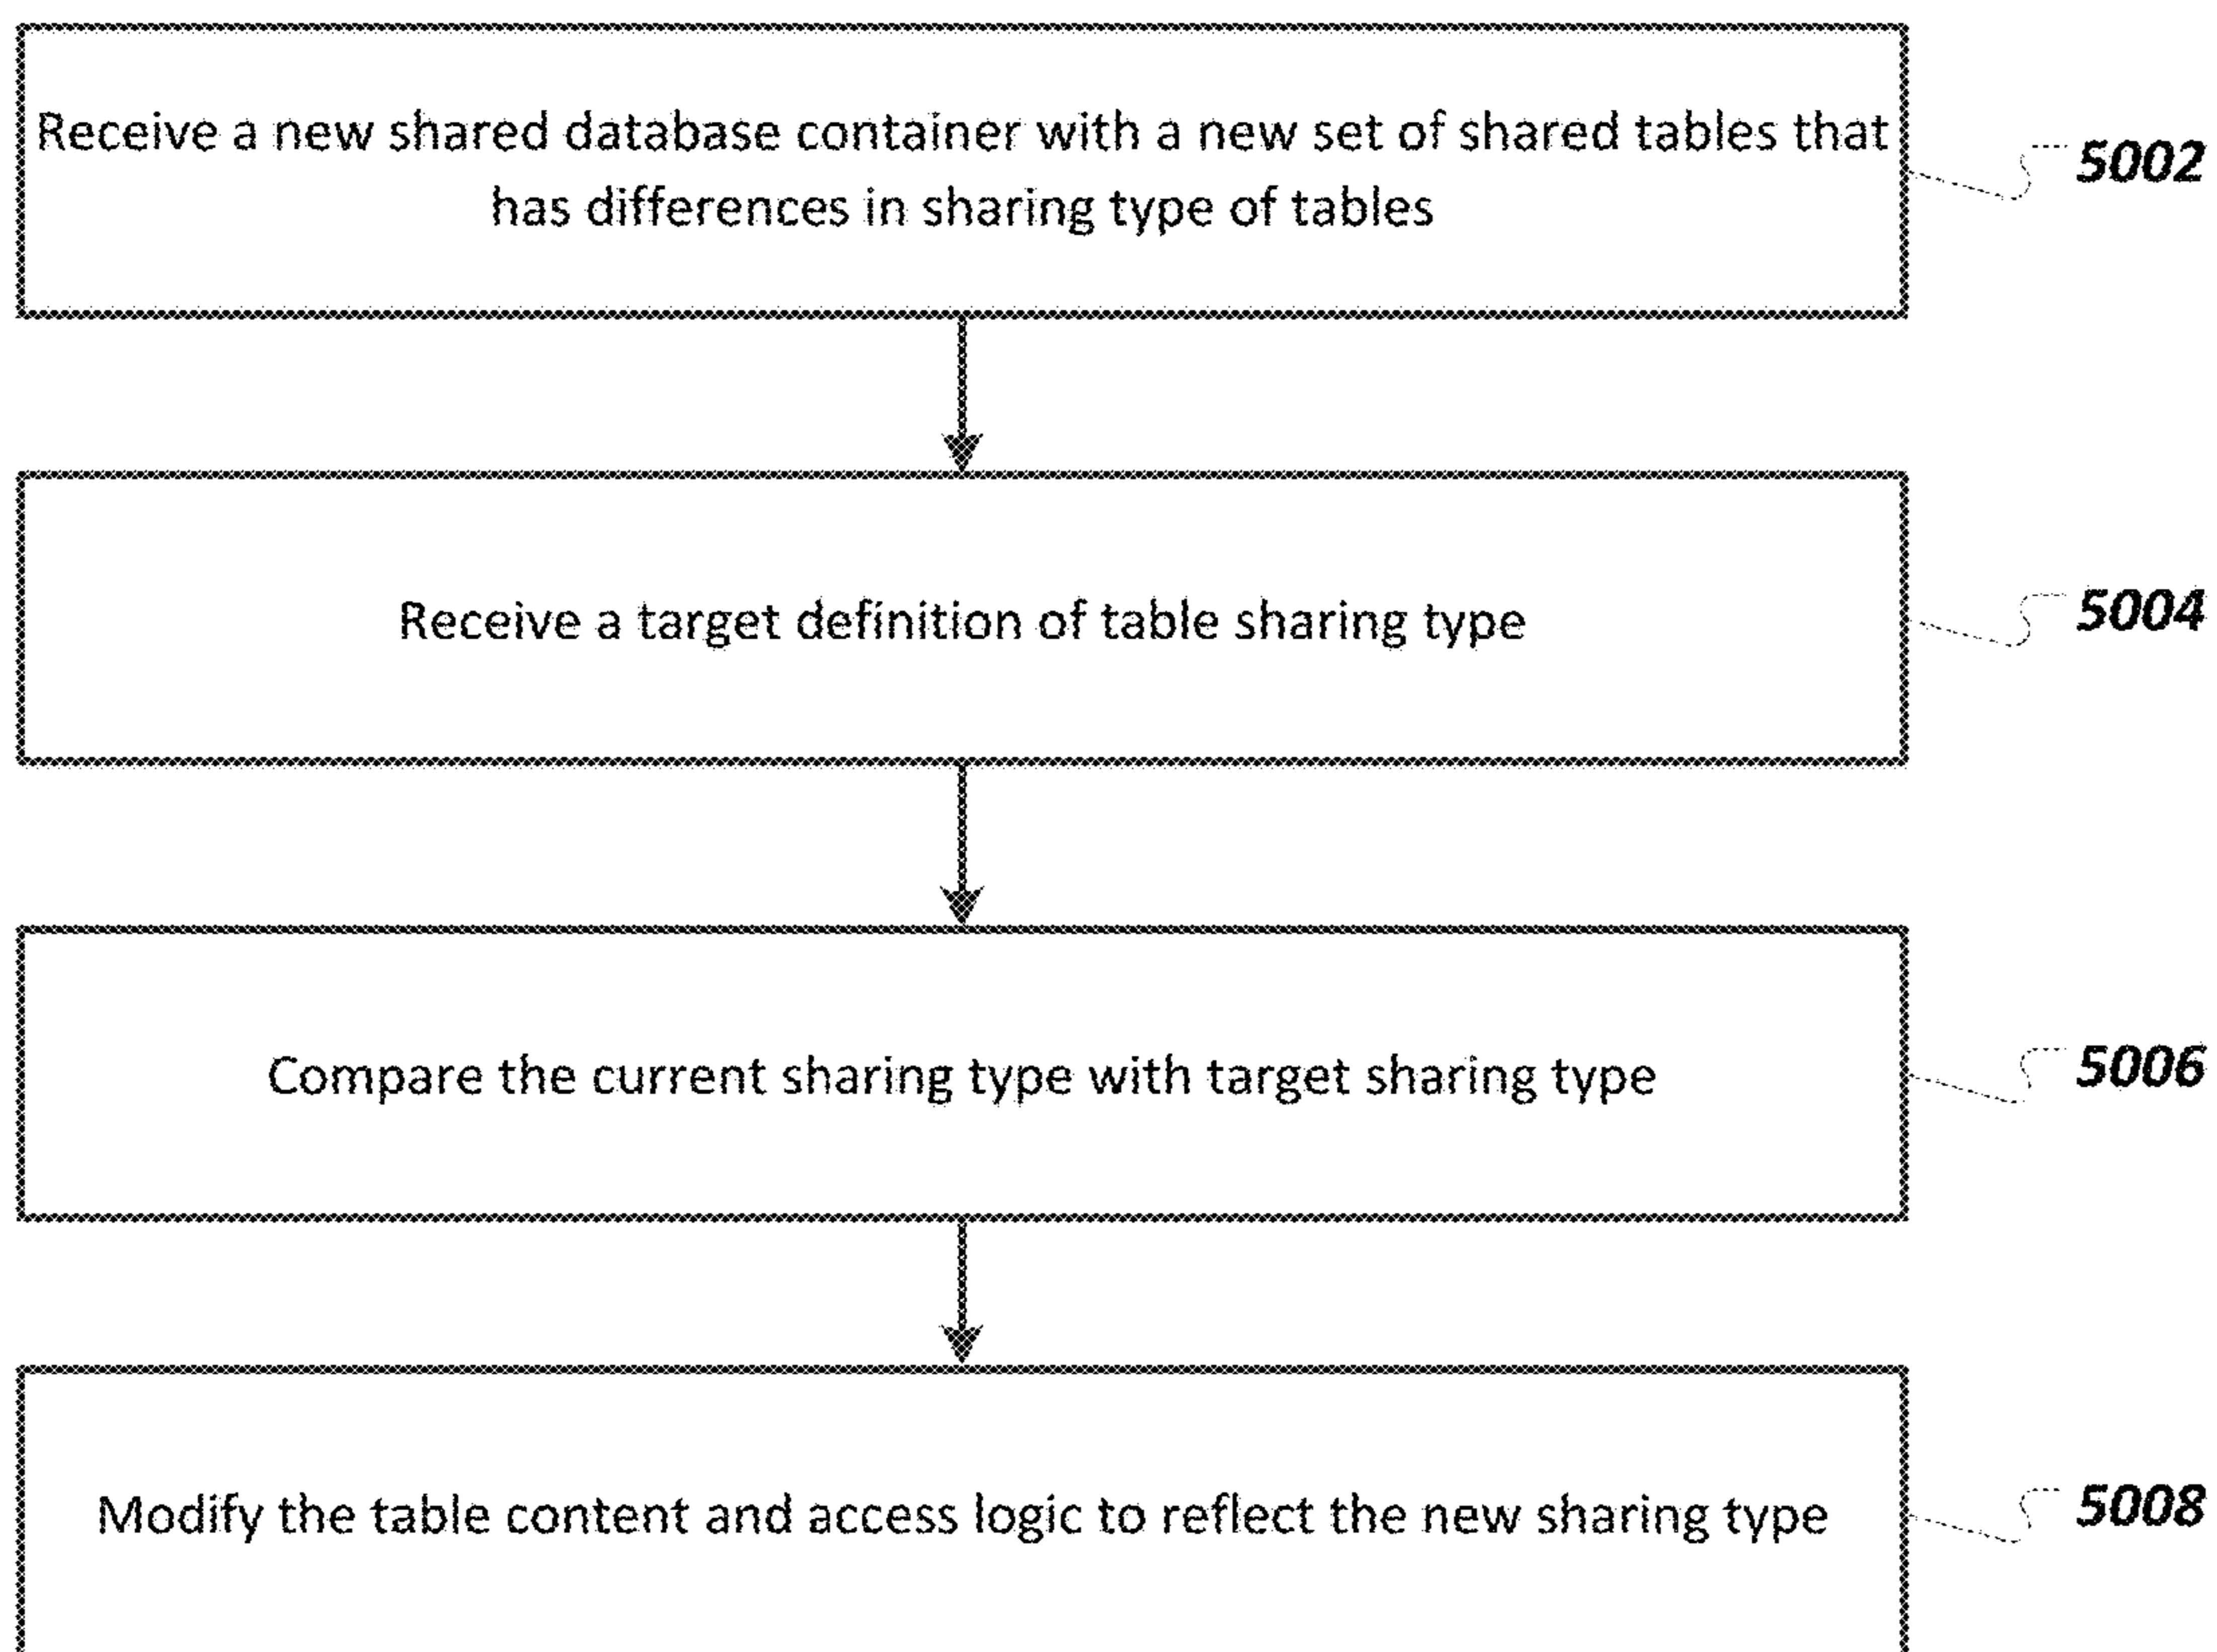 Receive a new shared database container with a new set of shared tables that
has differences in sharing type of tables
5002
Receive a target definition of table sharing type
5004
Compare the current sharing type with target sharing type
5006
Modify the table content and access logic to reflect the new sharing type
5008